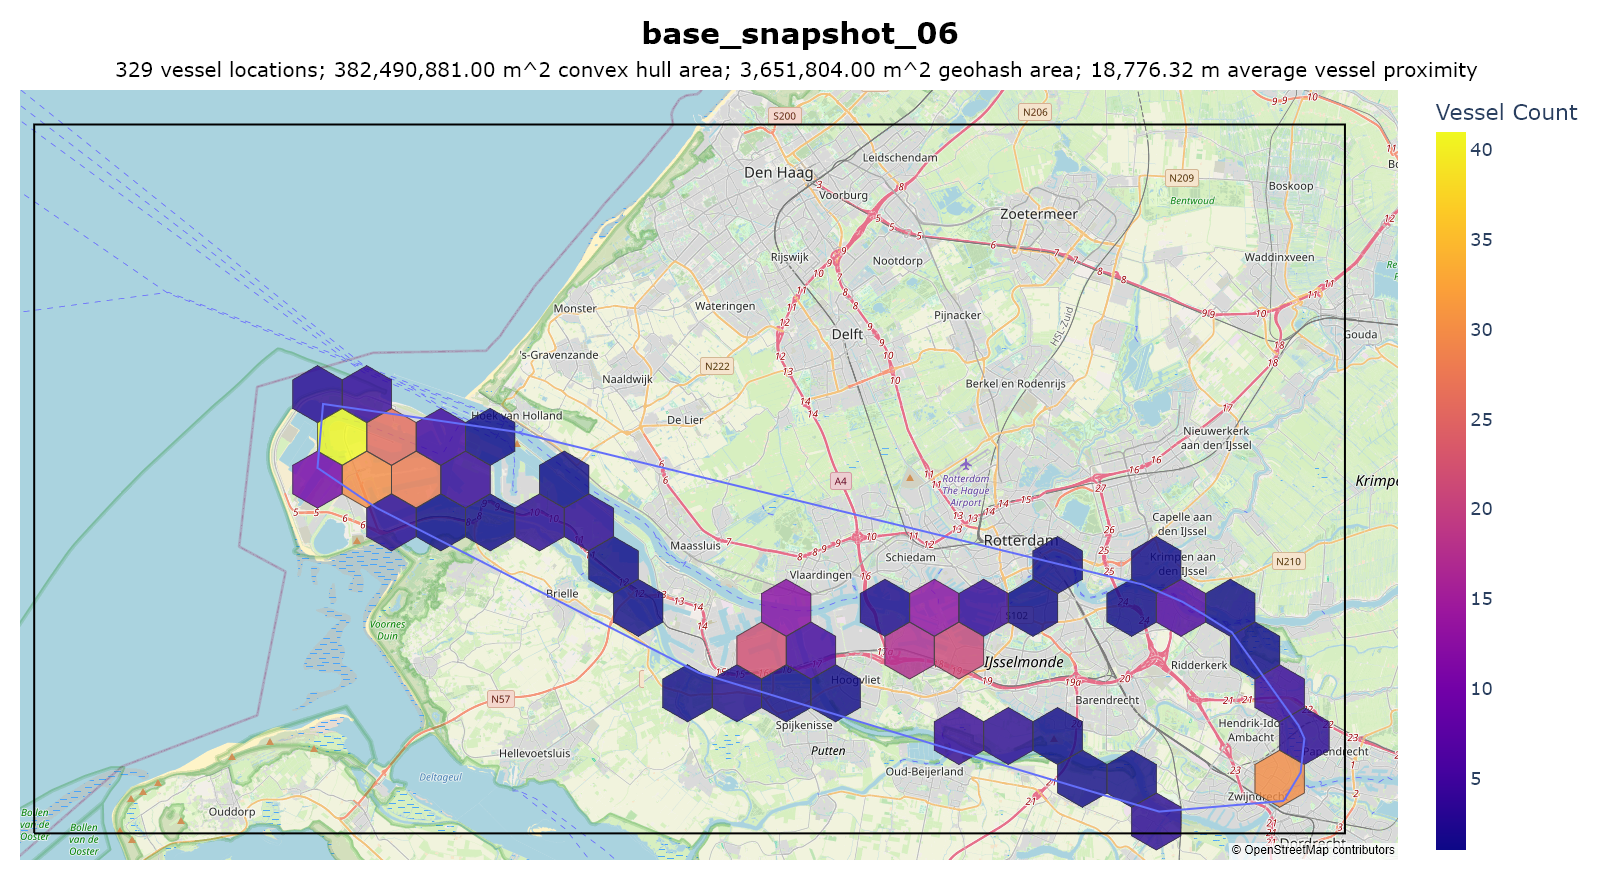 base_snapshot_06
329 vessel locations; 382,490,881.00 m^2 convex hull area; 3,651,804.00 m^2 geohash area; 18,776.32 m average vessel proximity
Vessel Count
40
35
30
25
20
15
10
5
S200
N206
Den Haag
Leidschendam
Voorburg
N209
Boskoop
Bentwoud
Zoetermeer
Rijswijk
Nootdorp
Waddinxveen
Monster
Wateringen
Pijnacker
Delft
HSL-Zuid
Gouda
's-Gravenzande
N222
Naaldwijk
Berkel en Rodenrijs
Hoek van Holland
De Lier
Nieuwerkerk
aan den IJssel
A4
Rotterdam
The Hague
Airport
Krimpe
Capelle aan
den IJssel
Maassluis
Rotterdam
Schiedam
Krimpen aan
den IJssel
N210
Vlaardingen
Brielle
S102
Voornes
Duin
IJsselmonde
Ridderkerk
Hoogvliet
N57
Barendrecht
Spijkenisse
Hendrik-Ido-
Ambacht
Hellevoetsluis
Putten
Papendrecht
Oud-Beijerland
Deltageul
Zwijndrecht
Ouddorp
Bollen
van de
Ooster
Bollen
van de
Ooster
Dordrecht
© OpenStreetMap contributors